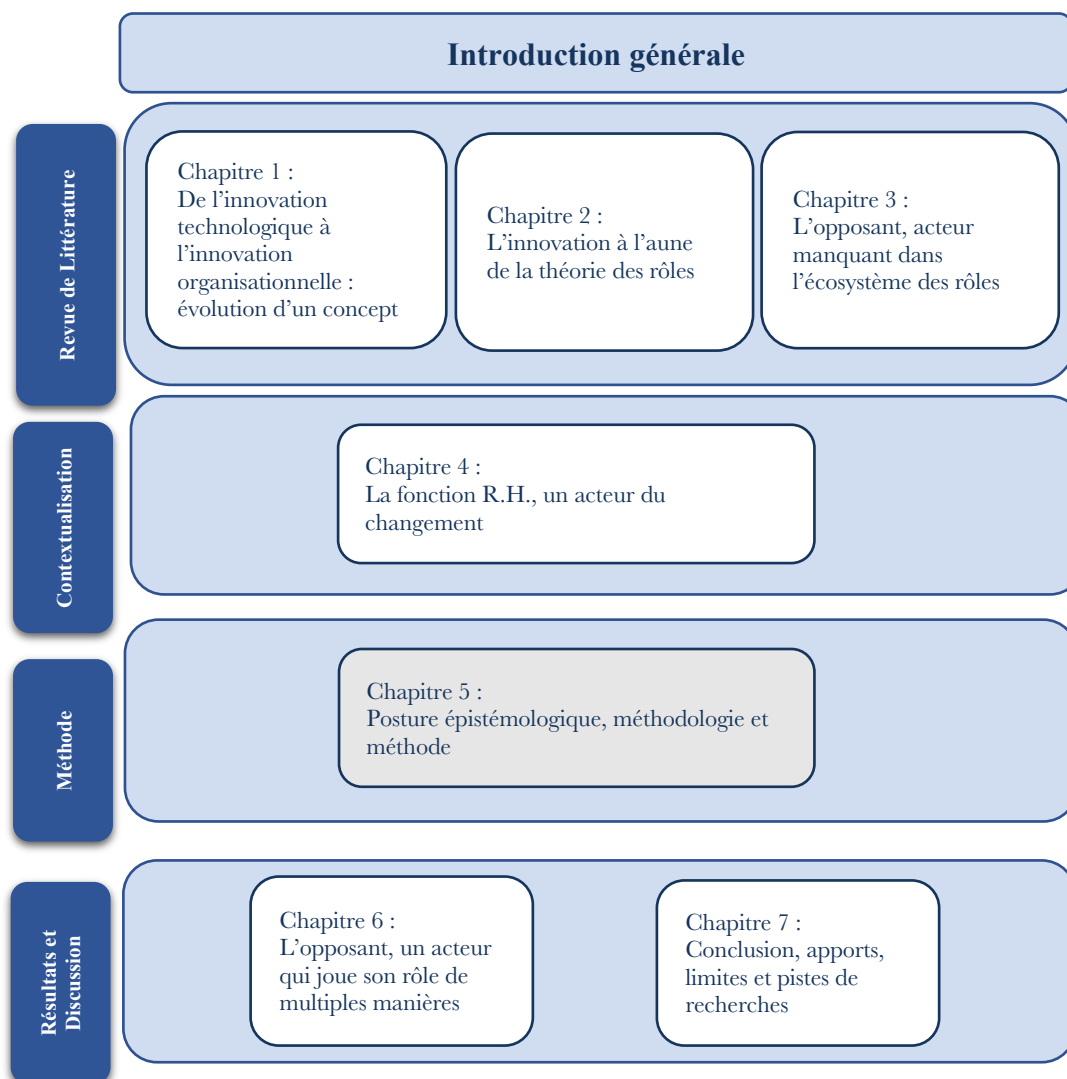 Introduction générale
Revue de Littérature
Chapitre 1 :
De l’innovation
technologique à
l’innovation
organisationnelle :
évolution d’un concept
Chapitre 2 :
L’innovation à l’aune
de la théorie des rôles
Chapitre 3 :
L’opposant, acteur
manquant dans
l’écosystème des rôles
Contextualisation
Chapitre 4 :
La fonction R.H., un acteur du
changement
Méthode
Chapitre 5 :
Posture épistémologique, méthodologie et
méthode
Résultats et
Discussion
Chapitre 6 :
L’opposant, un acteur
qui joue son rôle de
multiples manières
Chapitre 7 :
Conclusion, apports,
limites et pistes de
recherches